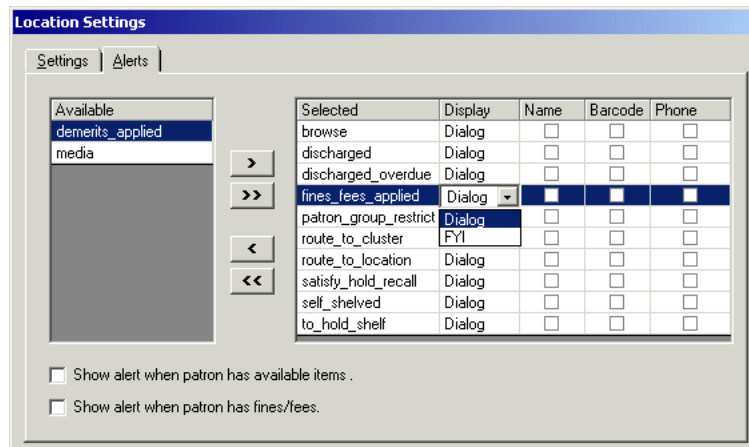 Location Settings
Settings Alerts
Available
demerits_applied
media
>
>>
<
<<
Selected Display Name Barcode Phone
browse Dialog
discharged Dialog
discharged_overdue Dialog
fines_fees_applied Dialog
patron_group_restrict Dialog
route_to_cluster FYI
route_to_location Dialog
satisfy_hold_recall Dialog
self_shelved Dialog
to_hold_shelf Dialog
Show alert when patron has available items .
Show alert when patron has fines/fees.